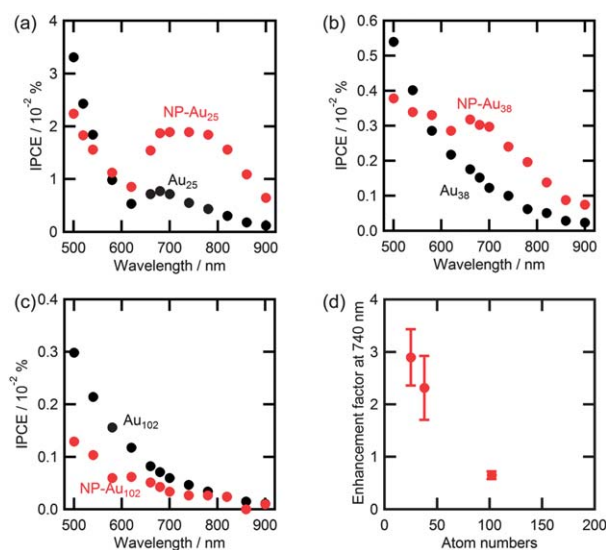 (a)
4
3
2
1
0
IPCE / 10⁻² %
NP-Au₂₅
Au₂₅
500 600 700 800 900
Wavelength / nm
(b)
0.6
0.5
0.4
0.3
0.2
0.1
0
IPCE / 10⁻² %
NP-Au₃₈
Au₃₈
500 600 700 800 900
Wavelength / nm
(c)
0.4
0.3
0.2
0.1
0
IPCE / 10⁻² %
Au₁₀₂
NP-Au₁₀₂
500 600 700 800 900
Wavelength / nm
(d)
4
3
2
1
0
Enhancement factor at 740 nm
0 50 100 150 200
Atom numbers